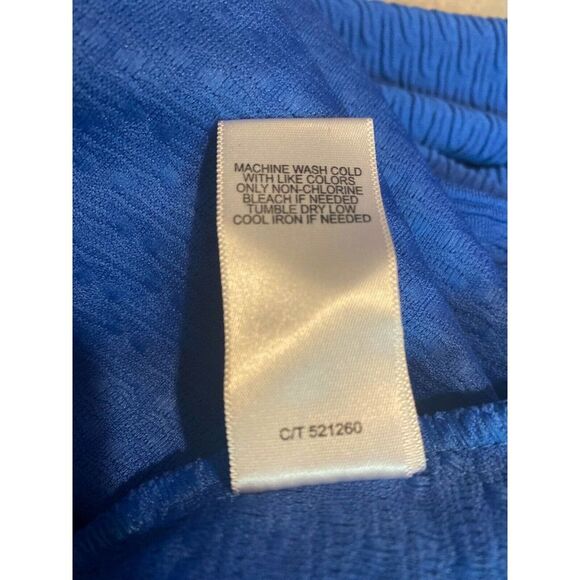 MACHINE WASH COLD
WITH LIKE COLORS
ONLY NON-CHLORINE
BLEACH IF NEEDED
TUMBLE DRY LOW
COOL IRON IF NEEDED
C/T 521260